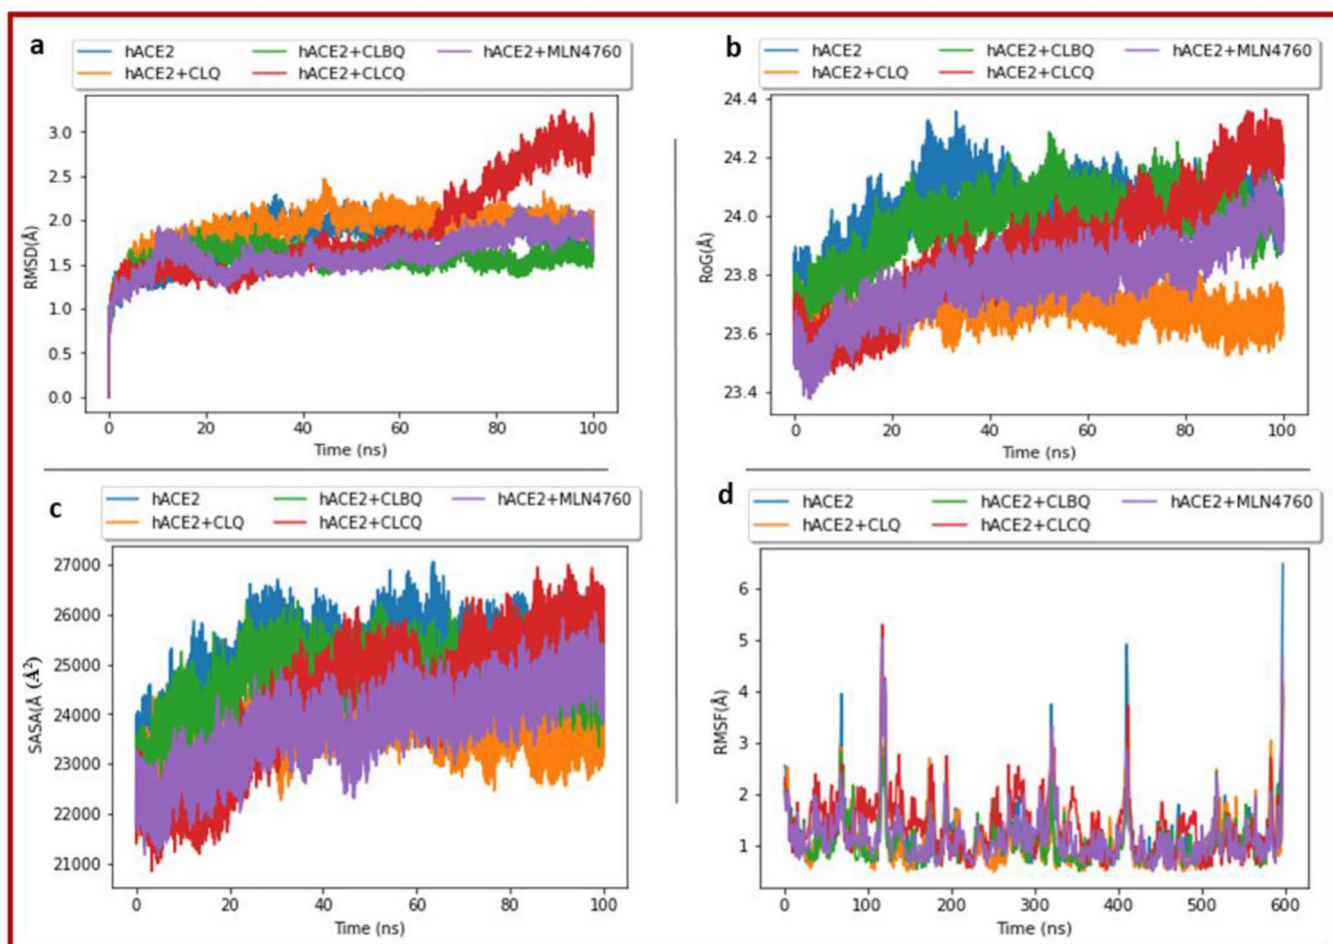 a
hACE2 hACE2+CLBQ hACE2+MLN4760
hACE2+CLQ hACE2+CLCQ
RMSD(Å)
3.0
2.5
2.0
1.5
1.0
0.5
0.0
0 20 40 60 80 100
Time (ns)
b
hACE2 hACE2+CLBQ hACE2+MLN4760
hACE2+CLQ hACE2+CLCQ
RoG(Å)
24.4
24.2
24.0
23.8
23.6
23.4
0 20 40 60 80 100
Time (ns)
c
hACE2 hACE2+CLBQ hACE2+MLN4760
hACE2+CLQ hACE2+CLCQ
SASA(Å (Å²)
27000
26000
25000
24000
23000
22000
21000
0 20 40 60 80 100
Time (ns)
d
hACE2 hACE2+CLBQ hACE2+MLN4760
hACE2+CLQ hACE2+CLCQ
RMSF(Å)
6
5
4
3
2
1
0 100 200 300 400 500 600
Time (ns)